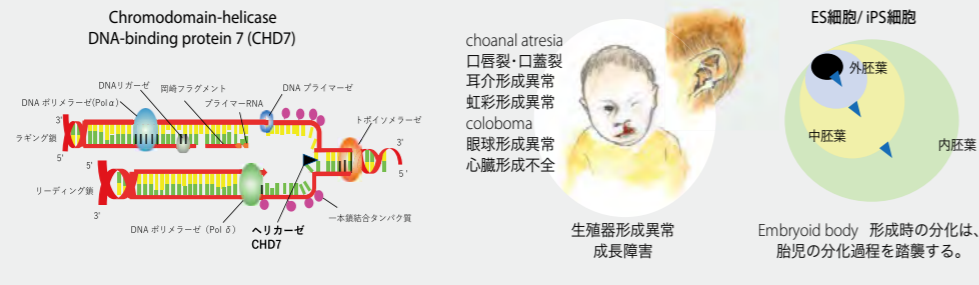 Chromodomain-helicase
DNA-binding protein 7 (CHD7)
DNAリガーゼ
岡崎フラグメント
DNA プライマーゼ
DNA ポリメラーゼ(Polα)
プライマーRNA
トポイソメラーゼ
3'
3'
ラギング鎖
5'
5'
5'
リーディング鎖
3'
一本鎖結合タンパク質
DNA ポリメラーゼ (Pol δ)
ヘリカーゼ
CHD7
choanal atresia
口唇裂・口蓋裂
耳介形成異常
虹彩形成異常
coloboma
眼球形成異常
心臓形成不全
生殖器形成異常
成長障害
ES細胞/ iPS細胞
外胚葉
中胚葉
内胚葉
Embryoid body 形成時の分化は、
胎児の分化過程を踏襲する。